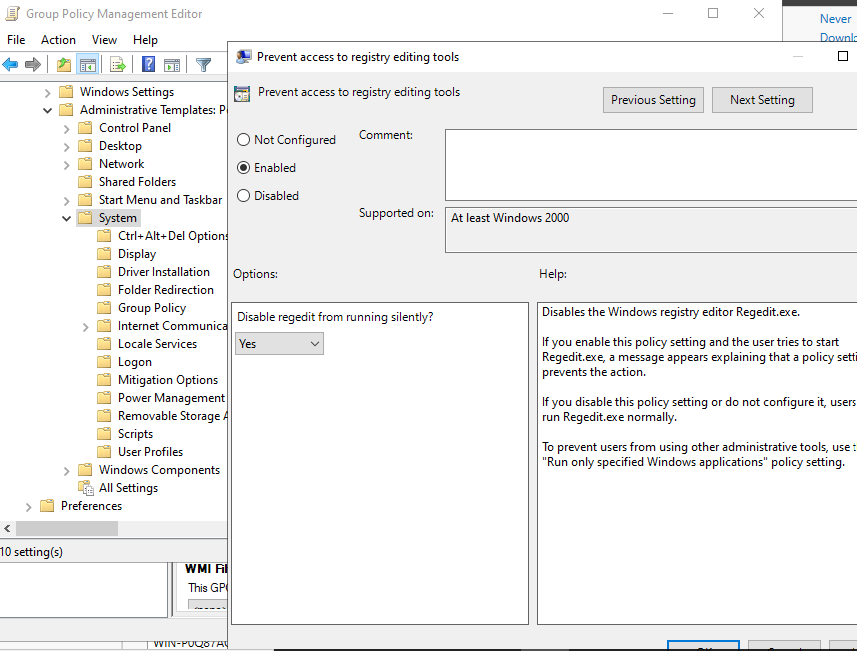 Group Policy Management Editor
Never
Downlo
File Action View Help
Prevent access to registry editing tools
Prevent access to registry editing tools
Previous Setting
Next Setting
Windows Settings
Administrative Templates: P
Control Panel
Desktop
Network
Shared Folders
Start Menu and Taskbar
System
Ctrl+Alt+Del Options
Display
Driver Installation
Folder Redirection
Group Policy
Internet Communica
Locale Services
Logon
Mitigation Options
Power Management
Removable Storage A
Scripts
User Profiles
Windows Components
All Settings
Preferences
10 setting(s)
WMI Fil
This GPO
<none>
WIN-P0Q87A
Not Configured
Enabled
Disabled
Comment:
Supported on:
At least Windows 2000
Options:
Help:
Disable regedit from running silently?
Yes
Disables the Windows registry editor Regedit.exe.
If you enable this policy setting and the user tries to start
Regedit.exe, a message appears explaining that a policy setti
prevents the action.
If you disable this policy setting or do not configure it, users
run Regedit.exe normally.
To prevent users from using other administrative tools, use t
"Run only specified Windows applications" policy setting.